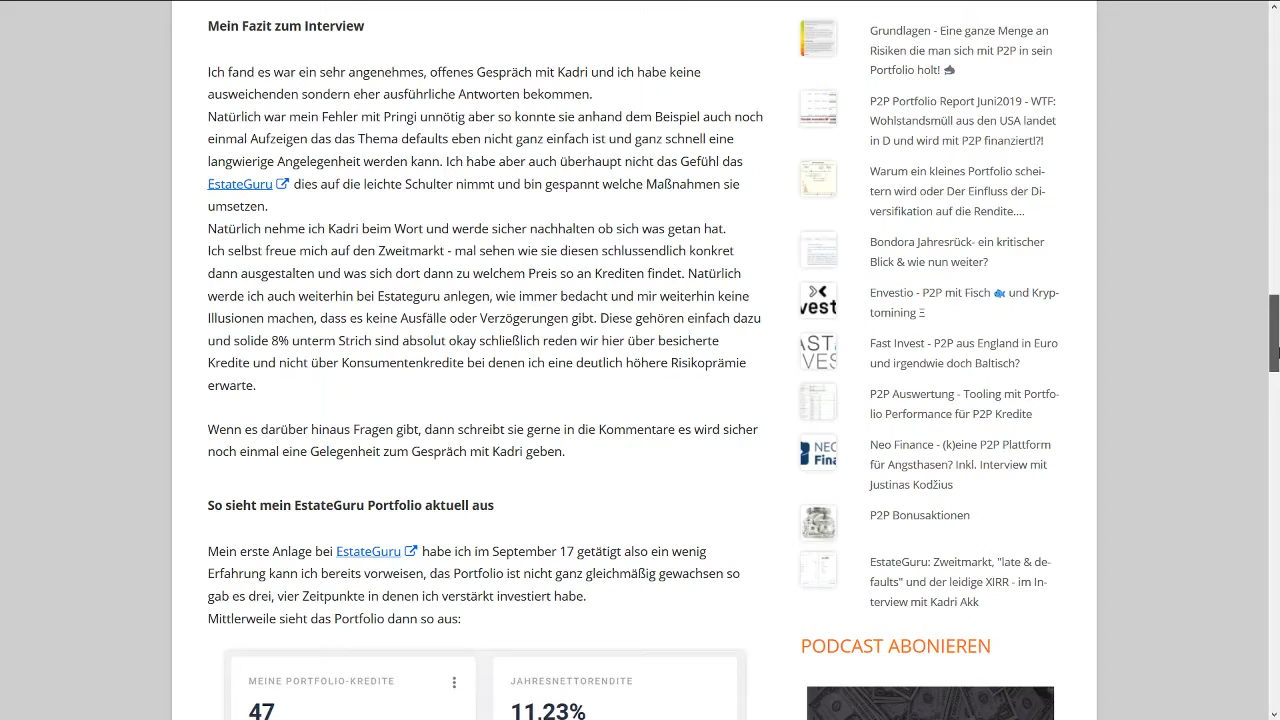 Mein Fazit zum Interview
Ich fand es war ein sehr angenehmes, offenes Gespräch mit Kadri und ich habe keine
ausweichenden sondern eher ausführliche Antworten bekommen.
Natürlich war mein Fehler mit Pringi unnötig aber so konnte ich anhand dem Beispiel auch noch
einmal Aufzeigen das das Thema defaults eben nicht ganz einfach ist und ganz schnell eine
langwierige Angelegenheit werden kann. Ich habe aber auch überhaupt nicht das Gefühl das
EstateGuru dies auf die leichte Schulter nimmt und bin gespannt welche Maßnahmen sie
umsetzen.
Natürlich nehme ich Kadri beim Wort und werde sicher nachhalten ob sich was getan hat.
Ich selbst freue mich auf den Zweitmarkt - mal sehen wie sie diesen schlussendlich konkret
dann ausgestalten und was sich dort dann zu welchen Preisen an Krediten findet. Natürlich
werde ich auch weiterhin bei Estateguru anlegen, wie immer bedacht und mir weiterhin keine
Illusionen machen, dass es keine Ausfälle oder Verzögerungen gibt. Diese gehören einfach dazu
und solide 8% unterm Strich sind absolut okay schließlich reden wir hier über besicherte
Kredite und nicht über Konsumentenkredite bei denen ich eine deutlich höhere Risikoprämie
erwarte.
Wenn es darüber hinaus Fragen gibt, dann schreibt sie gerne in die Kommentare es wird sicher
noch einmal eine Gelegenheit zum Gespräch mit Kadri geben.
So sieht mein EstateGuru Portfolio aktuell aus
Mein erste Anlage bei EstateGuru habe ich im September 17 getätigt also ein wenig
Erfahrung kann ich bereits vorweisen, das Portfolio ist nicht ganz gleichmäßig gewachsen so
gab es drei, vier Zeitpunkte in denen ich verstärkt investiert habe.
Mittlerweile sieht das Portfolio dann so aus:
MEINE PORTFOLIO-KREDITE
47
JAHRESNETTORENDITE
11.23%
Grundlagen - Eine ganze Menge an
Risiken die man sich mit P2P in sein
Portfolio holt!
P2P Portfolio Report Juni2019 - WTF:
Wohlstandsmüll aus den USA landet
in D und wird mit P2P finanziert!?!
Warum ein kleines Portfolio schei-
tern wird oder Der Einfluss der Di-
versifikation auf die Rendite....
Bondora Jahresrück - ein kritischer
Blick & wie nun weiter?
Envestio - P2P mit Fisch und Kryp-
tomining Ξ
Fast Invest - P2P aus England in Euro
und irgendwie doch Baltisch?
P2P Auswertung - Tooling mit Portfo-
lio Performance für P2P Kredite
NEO
Fina
Neo Finance - (k)eine P2P Plattform
für Angsthasen? Inkl. Interview mit
Justinas Kodžius
P2P Bonusaktionen
EstateGuru: Zweitmarkt, "late & de-
faults" und der leidige XIRR - im In-
terview mit Kadri Akk
PODCAST ABONIEREN